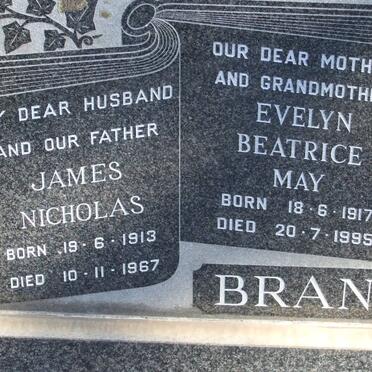 DEAR HUSBAND
AND OUR FATHER
JAMES
NICHOLAS
BORN 19·6·1913
DIED 10·11·1967
OUR DEAR MOTH
AND GRANDMOTH
EVELYN
BEATRICE
MAY
BORN 18·6·1917
DIED 20·7·1995
BRAN